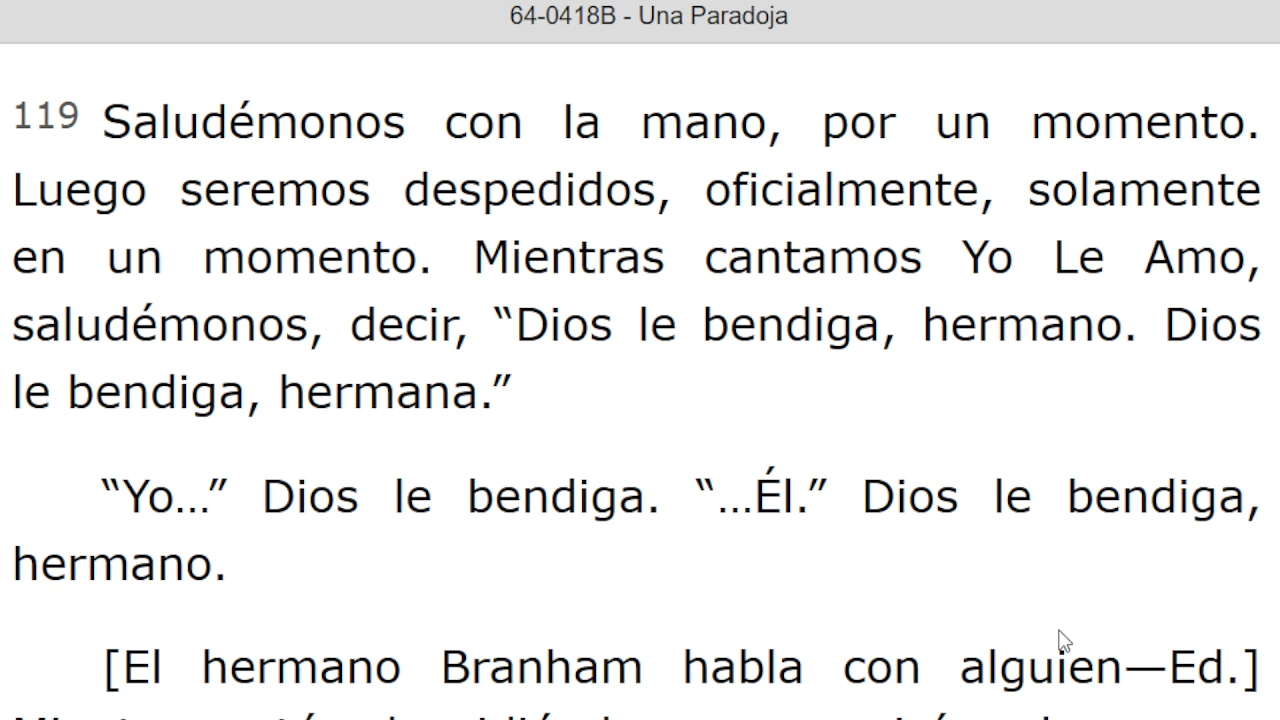 64-0418B - Una Paradoja
119 Saludémonos con la mano, por un momento.
Luego seremos despedidos, oficialmente, solamente
en un momento. Mientras cantamos Yo Le Amo,
saludémonos, decir, “Dios le bendiga, hermano. Dios
le bendiga, hermana.”
“Yo...” Dios le bendiga. “...Él.” Dios le bendiga,
hermano.
[El hermano Branham habla con alguien—Ed.]